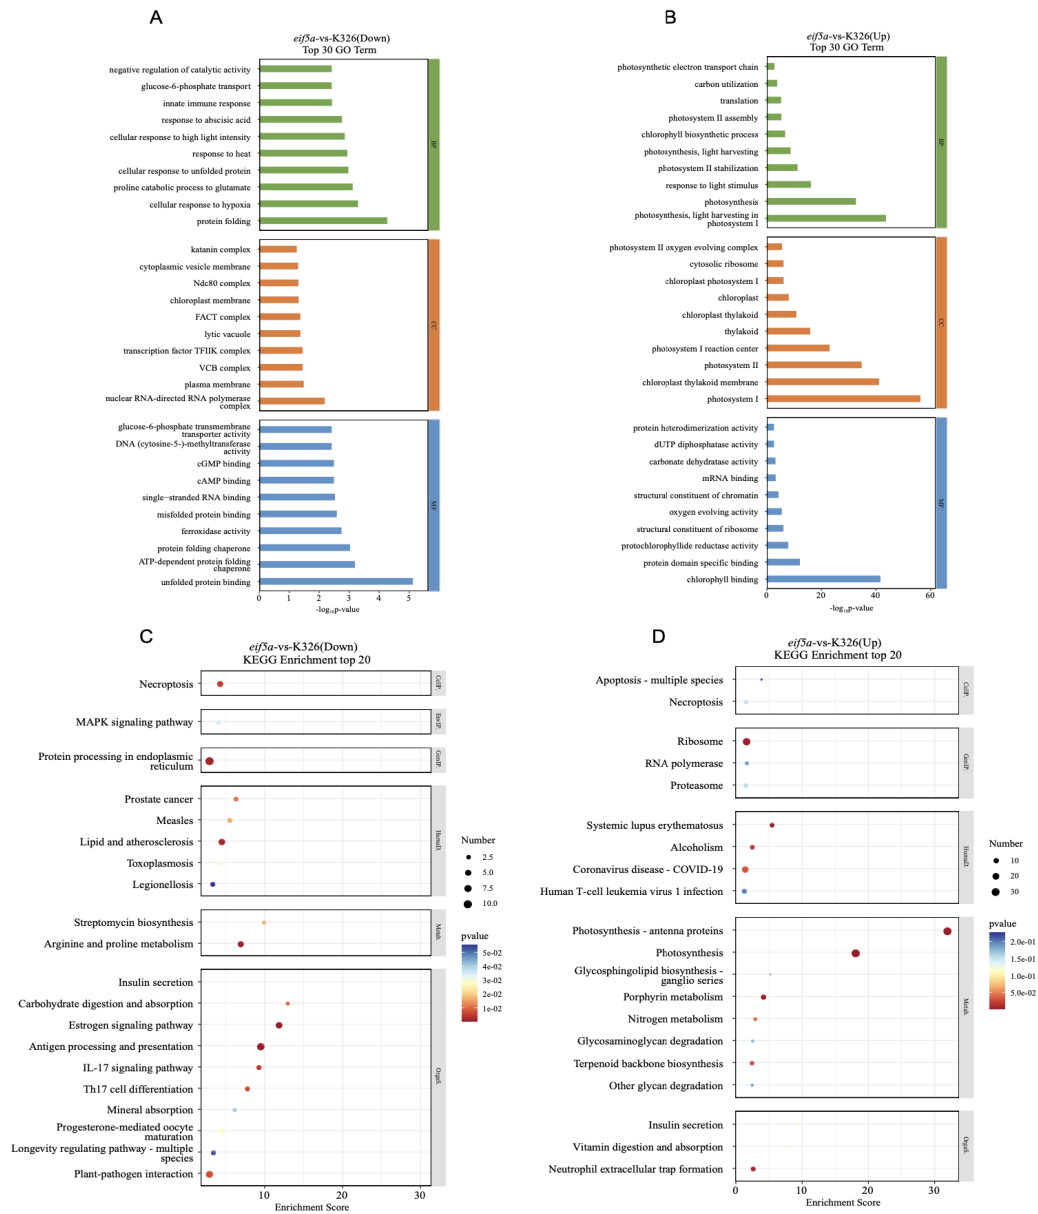 A
eif5a-vs-K326(Down)
Top 30 GO Term
negative regulation of catalytic activity
glucose-6-phosphate transport
innate immune response
response to abscisic acid
cellular response to high light intensity
response to heat
cellular response to unfolded protein
proline catabolic process to glutamate
cellular response to hypoxia
protein folding
BP
katanin complex
cytoplasmic vesicle membrane
Ndc80 complex
chloroplast membrane
FACT complex
lytic vacuole
transcription factor TFIIK complex
VCB complex
plasma membrane
nuclear RNA-directed RNA polymerase
complex
CC
glucose-6-phosphate transmembrane
transporter activity
DNA (cytosine-5-)-methyltransferase
activity
cGMP binding
cAMP binding
single-stranded RNA binding
misfolded protein binding
ferroxidase activity
protein folding chaperone
ATP-dependent protein folding
chaperone
unfolded protein binding
MF
0 1 2 3 4 5
-log₁₀p-value
B
eif5a-vs-K326(Up)
Top 30 GO Term
photosynthetic electron transport chain
carbon utilization
translation
photosystem II assembly
chlorophyll biosynthetic process
photosynthesis, light harvesting
photosystem II stabilization
response to light stimulus
photosynthesis
photosynthesis, light harvesting in
photosystem I
BP
photosystem II oxygen evolving complex
cytosolic ribosome
chloroplast photosystem I
chloroplast
chloroplast thylakoid
thylakoid
photosystem I reaction center
photosystem II
chloroplast thylakoid membrane
photosystem I
CC
protein heterodimerization activity
dUTP diphosphatase activity
carbonate dehydratase activity
mRNA binding
structural constituent of chromatin
oxygen evolving activity
structural constituent of ribosome
protochlorophyllide reductase activity
protein domain specific binding
chlorophyll binding
MF
0 20 40 60
-log₁₀p-value
C
eif5a-vs-K326(Down)
KEGG Enrichment top 20
Necroptosis
CellP.
MAPK signaling pathway
EnvIP.
Protein processing in endoplasmic
reticulum
GenIP.
Prostate cancer
Measles
Lipid and atherosclerosis
Toxoplasmosis
Legionellosis
HumaD.
Streptomycin biosynthesis
Arginine and proline metabolism
Metab.
Insulin secretion
Carbohydrate digestion and absorption
Estrogen signaling pathway
Antigen processing and presentation
IL-17 signaling pathway
Th17 cell differentiation
Mineral absorption
Progesterone-mediated oocyte
maturation
Longevity regulating pathway - multiple
species
Plant-pathogen interaction
OrgaS.
10 20 30
Enrichment Score
Number
2.5
5.0
7.5
10.0
pvalue
5e-02
4e-02
3e-02
2e-02
1e-02
D
eif5a-vs-K326(Up)
KEGG Enrichment top 20
Apoptosis - multiple species
Necroptosis
CellP.
Ribosome
RNA polymerase
Proteasome
GenIP.
Systemic lupus erythematosus
Alcoholism
Coronavirus disease - COVID-19
Human T-cell leukemia virus 1 infection
HumaD.
Photosynthesis - antenna proteins
Photosynthesis
Glycosphingolipid biosynthesis -
ganglio series
Porphyrin metabolism
Nitrogen metabolism
Glycosaminoglycan degradation
Terpenoid backbone biosynthesis
Other glycan degradation
Metab.
Insulin secretion
Vitamin digestion and absorption
Neutrophil extracellular trap formation
OrgaS.
0 10 20 30
Enrichment Score
Number
10
20
30
pvalue
2.0e-01
1.5e-01
1.0e-01
5.0e-02